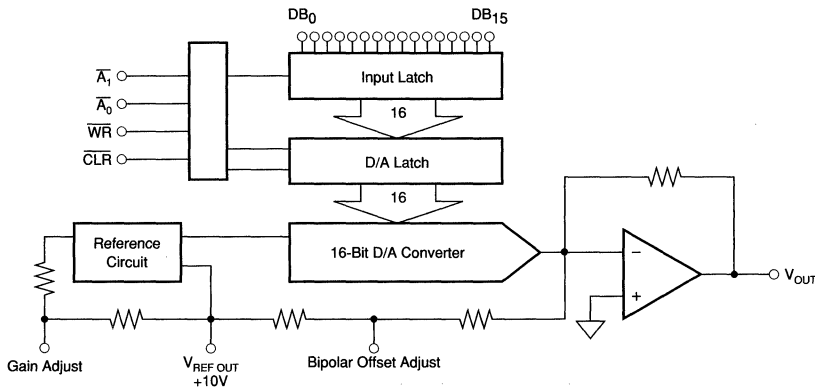 DB0 DB15
A1
A0
WR
CLR
Input Latch
16
D/A Latch
16
Reference
Circuit
16-Bit D/A Converter
−
+
VOUT
Gain Adjust
VREF OUT
+10V
Bipolar Offset Adjust